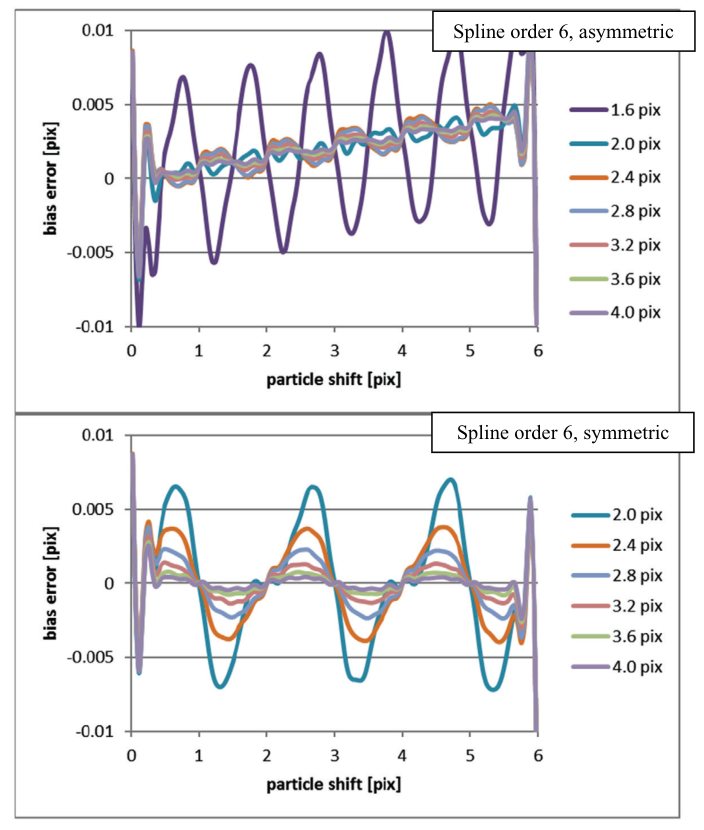 Spline order 6, asymmetric
0.01
0.005
0
-0.005
-0.01
bias error [pix]
0 1 2 3 4 5 6
particle shift [pix]
1.6 pix
2.0 pix
2.4 pix
2.8 pix
3.2 pix
3.6 pix
4.0 pix
Spline order 6, symmetric
0.01
0.005
0
-0.005
-0.01
bias error [pix]
0 1 2 3 4 5 6
particle shift [pix]
2.0 pix
2.4 pix
2.8 pix
3.2 pix
3.6 pix
4.0 pix